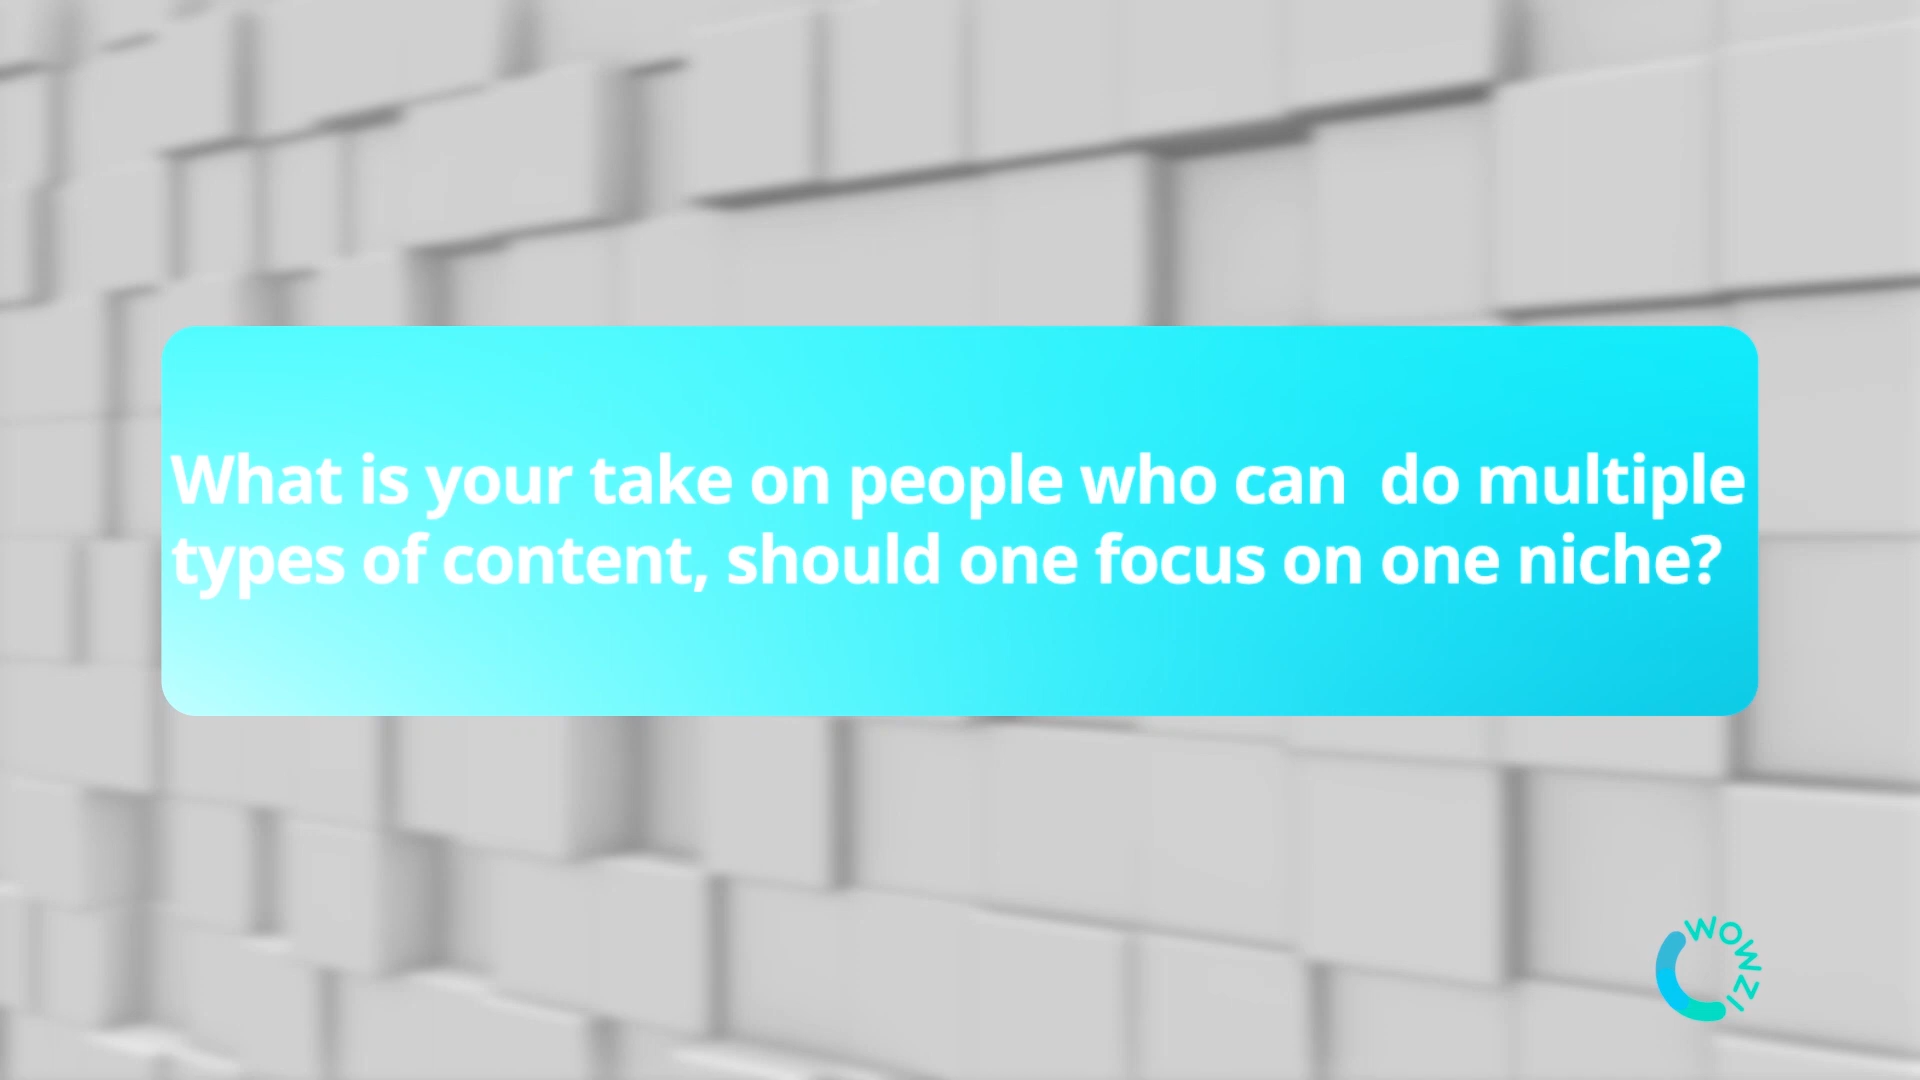 What is your take on people who can  do multiple
types of content, should one focus on one niche?
WOWZI